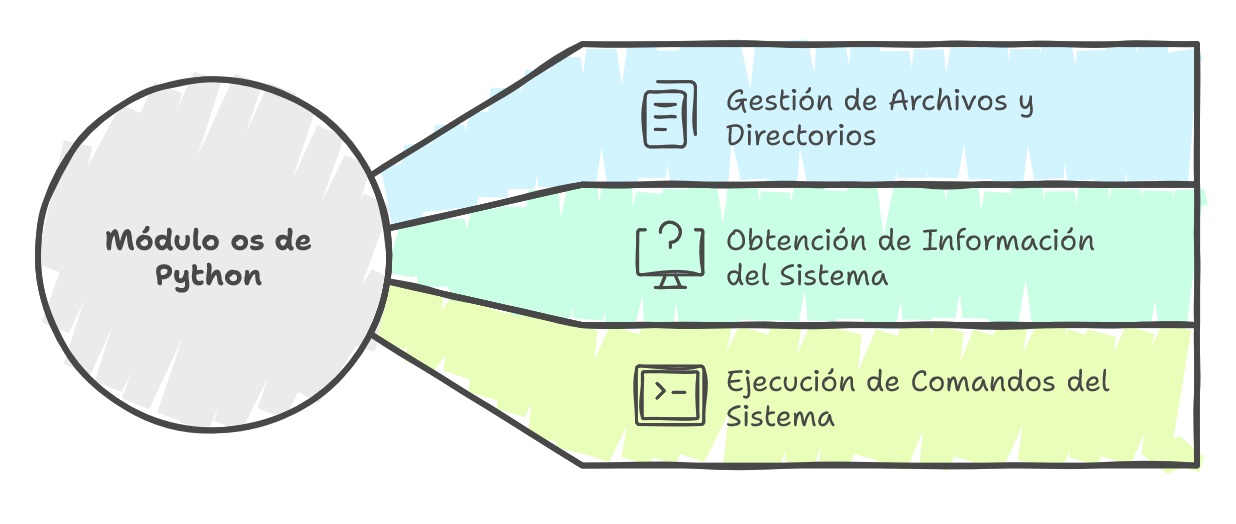 Módulo os de
Python
Gestión de Archivos y
Directorios
Obtención de Información
del Sistema
Ejecución de Comandos del
Sistema